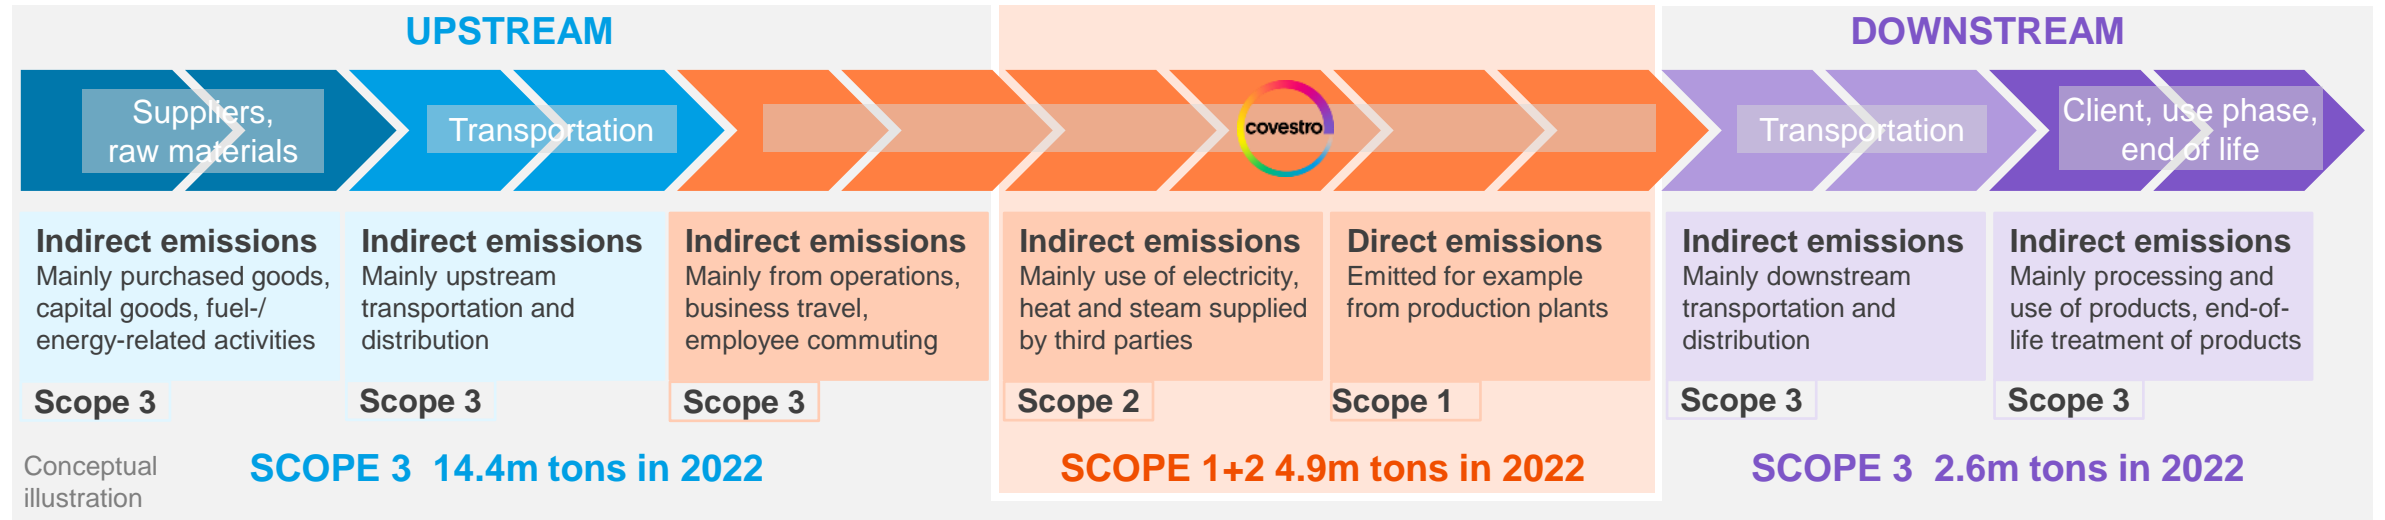 UPSTREAM
DOWNSTREAM
Suppliers,
raw materials
Transportation
covestro
Transportation
Client, use phase,
end of life
Indirect emissions
Mainly purchased goods,
capital goods, fuel-/
energy-related activities
Scope 3
Indirect emissions
Mainly upstream
transportation and
distribution
Scope 3
Indirect emissions
Mainly from operations,
business travel,
employee commuting
Scope 3
Indirect emissions
Mainly use of electricity,
heat and steam supplied
by third parties
Scope 2
Direct emissions
Emitted for example
from production plants
Scope 1
Indirect emissions
Mainly downstream
transportation and
distribution
Scope 3
Indirect emissions
Mainly processing and
use of products, end-of-
life treatment of products
Scope 3
Conceptual
illustration
SCOPE 3 14.4m tons in 2022
SCOPE 1+2 4.9m tons in 2022
SCOPE 3 2.6m tons in 2022